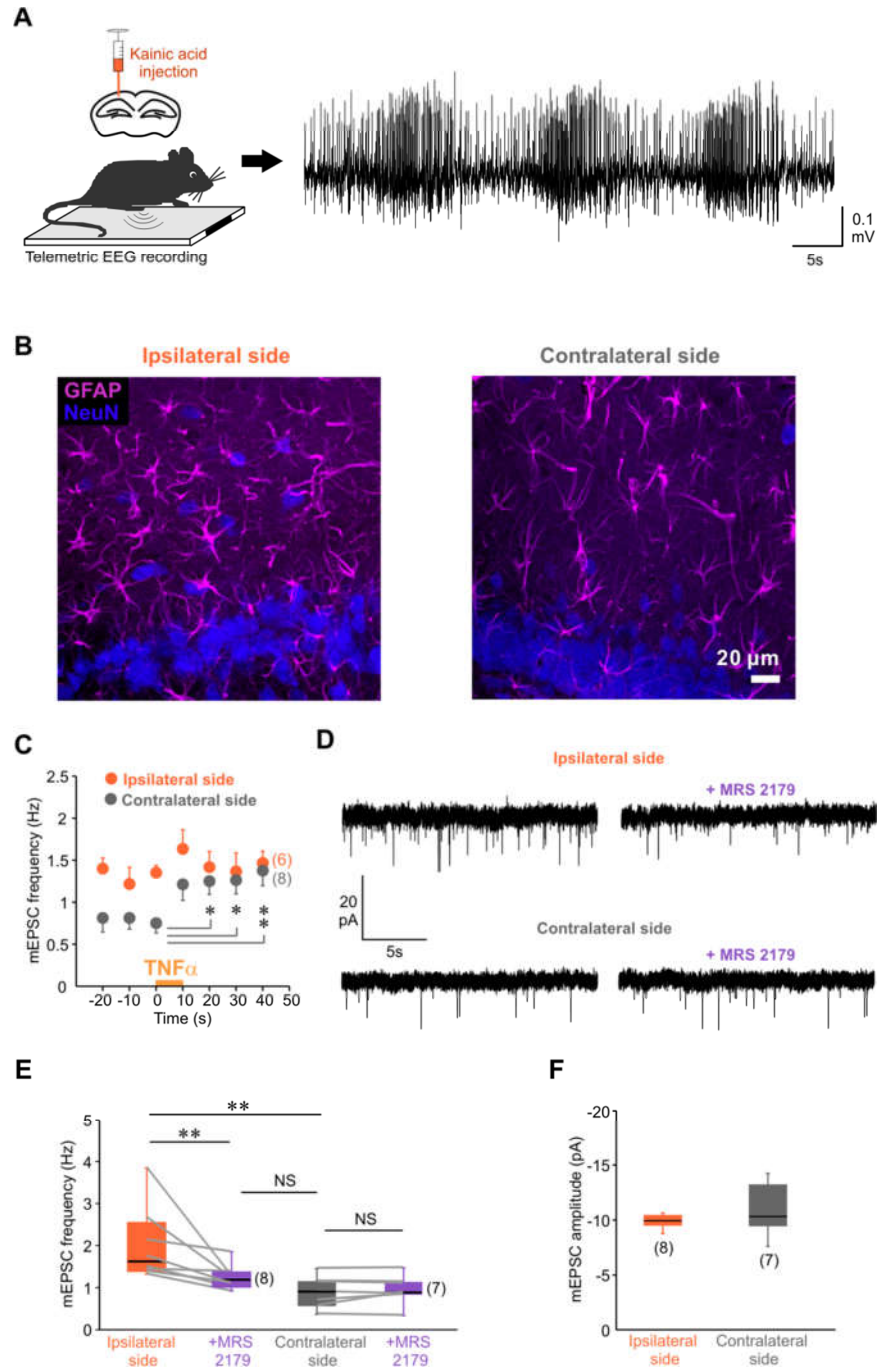 A
Kainic acid
injection
Telemetric EEG recording
0.1
mV
5s
B
Ipsilateral side
Contralateral side
GFAP
NeuN
20 µm
C
mEPSC frequency (Hz)
2.5
2
1.5
1
0.5
0
Ipsilateral side
Contralateral side
(6)
(8)
* * *
*
TNFα
-20 -10 0 10 20 30 40 50
Time (s)
D
Ipsilateral side
+ MRS 2179
20
pA
5s
Contralateral side
+ MRS 2179
E
mEPSC frequency (Hz)
5
4
3
2
1
0
**
**
NS
NS
(8)
(7)
Ipsilateral
side
+MRS
2179
Contralateral
side
+MRS
2179
F
mEPSC amplitude (pA)
-20
-15
-10
-5
0
(8)
(7)
Ipsilateral
side
Contralateral
side